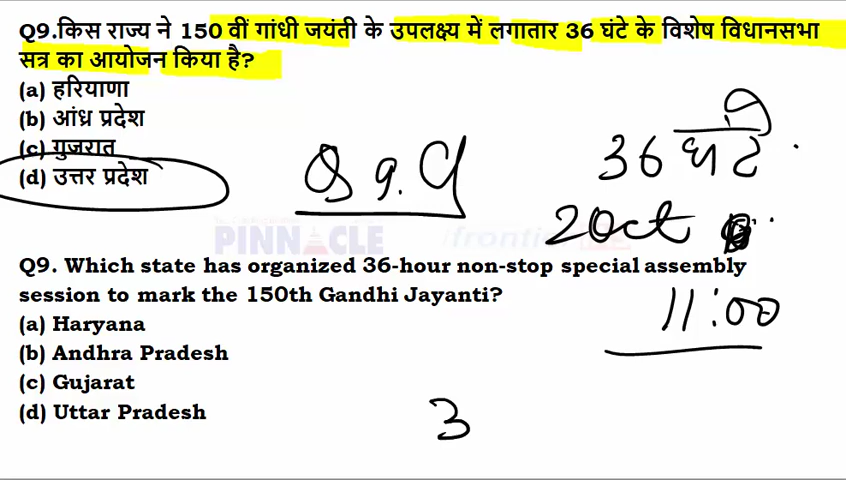 Q9.किस राज्य ने 150 वीं गांधी जयंती के उपलक्ष्य में लगातार 36 घंटे के विशेष विधानसभा
सत्र का आयोजन किया है?
(a) हरियाणा
(b) आंध्र प्रदेश
(c) गुजरात
(d) उत्तर प्रदेश
36 घंटे
2 Oct
11:00
PINNACLE
Q9. Which state has organized 36-hour non-stop special assembly
session to mark the 150th Gandhi Jayanti?
(a) Haryana
(b) Andhra Pradesh
(c) Gujarat
(d) Uttar Pradesh
3